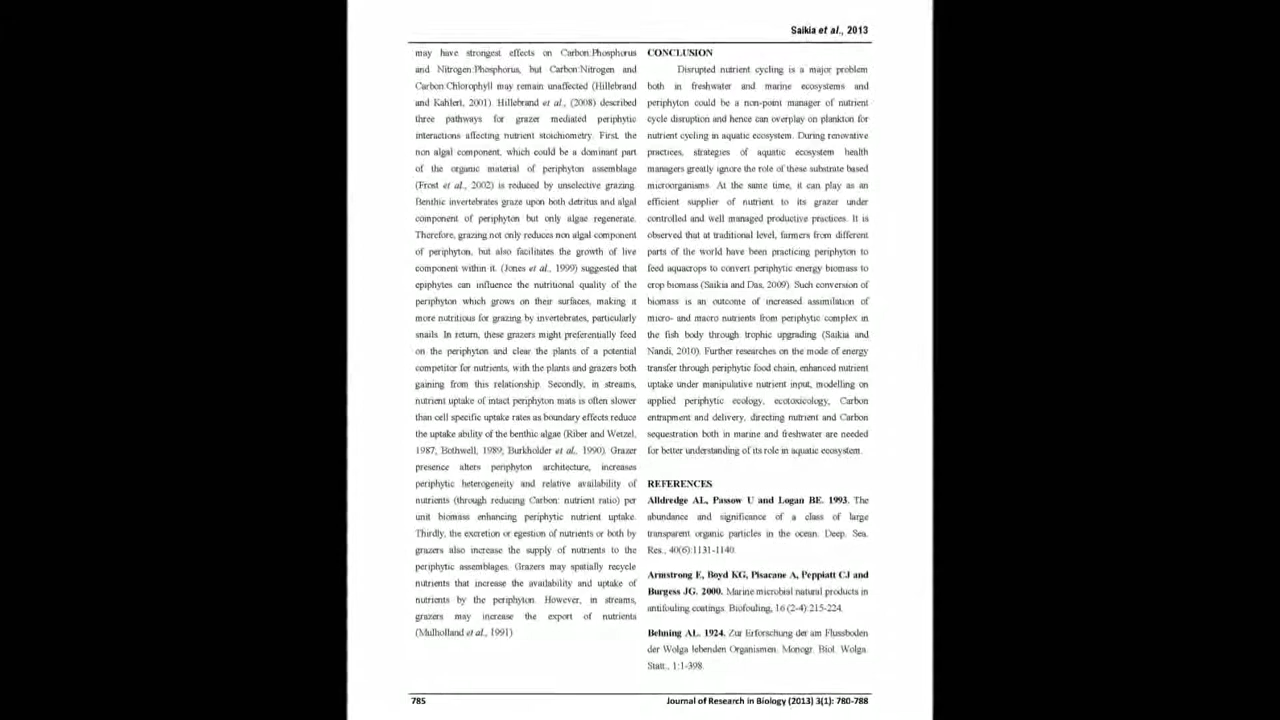 Saikia et al., 2013
may have strongest effects on Carbon:Phosphorus
and Nitrogen:Phosphorus, but Carbon:Nitrogen and
Carbon:Chlorophyll may remain unaffected (Hillebrand
and Kahlert, 2001). Hillebrand et al., (2008) described
three pathways for grazer mediated periphytic
interactions affecting nutrient stoichiometry. First, the
non algal component, which could be a dominant part
of the organic material of periphyton assemblage
(Frost et al., 2002) is reduced by unselective grazing.
Benthic invertebrates graze upon both detritus and algal
component of periphyton but only algae regenerate.
Therefore, grazing not only reduces non algal component
of periphyton, but also facilitates the growth of live
component within it. (Jones et al., 1999) suggested that
epiphytes can influence the nutritional quality of the
periphyton which grows on their surfaces, making it
more nutritious for grazing by invertebrates, particularly
snails. In return, these grazers might preferentially feed
on the periphyton and clear the plants of a potential
competitor for nutrients, with the plants and grazers both
gaining from this relationship. Secondly, in streams,
nutrient uptake of intact periphyton mats is often slower
than cell specific uptake rates as boundary effects reduce
the uptake ability of the benthic algae (Riber and Wetzel,
1987; Bothwell, 1989; Burkholder et al., 1990). Grazer
presence alters periphyton architecture, increases
periphytic heterogeneity and relative availability of
nutrients (through reducing Carbon: nutrient ratio) per
unit biomass enhancing periphytic nutrient uptake.
Thirdly, the excretion or egestion of nutrients or both by
grazers also increase the supply of nutrients to the
periphytic assemblages. Grazers may spatially recycle
nutrients that increase the availability and uptake of
nutrients by the periphyton. However, in streams,
grazers may increase the export of nutrients
(Mulholland et al., 1991)
CONCLUSION
Disrupted nutrient cycling is a major problem
both in freshwater and marine ecosystems and
periphyton could be a non-point manager of nutrient
cycle disruption and hence can overplay on plankton for
nutrient cycling in aquatic ecosystem. During renovative
practices, strategies of aquatic ecosystem health
managers greatly ignore the role of these substrate based
microorganisms. At the same time, it can play as an
efficient supplier of nutrient to its grazer under
controlled and well managed productive practices. It is
observed that at traditional level, farmers from different
parts of the world have been practicing periphyton to
feed aquacrops to convert periphytic energy biomass to
crop biomass (Saikia and Das, 2009). Such conversion of
biomass is an outcome of increased assimilation of
micro- and macro nutrients from periphytic complex in
the fish body through trophic upgrading (Saikia and
Nandi, 2010). Further researches on the mode of energy
transfer through periphytic food chain, enhanced nutrient
uptake under manipulative nutrient input, modelling on
applied periphytic ecology, ecotoxicology, Carbon
entrapment and delivery, directing nutrient and Carbon
sequestration both in marine and freshwater are needed
for better understanding of its role in aquatic ecosystem.
REFERENCES
Alldredge AL, Passow U and Logan BE. 1993. The
abundance and significance of a class of large
transparent organic particles in the ocean. Deep. Sea.
Res., 40(6):1131-1140.
Armstrong E, Boyd KG, Pisacane A, Peppiatt CJ and
Burgess JG. 2000. Marine microbial natural products in
antifouling coatings. Biofouling, 16 (2-4):215-224.
Behning AL. 1924. Zur Erforschung der am Flussboden
der Wolga lebenden Organismen. Monogr. Biol. Wolga.
Statt., 1:1-398.
785
Journal of Research in Biology (2013) 3(1): 780-788